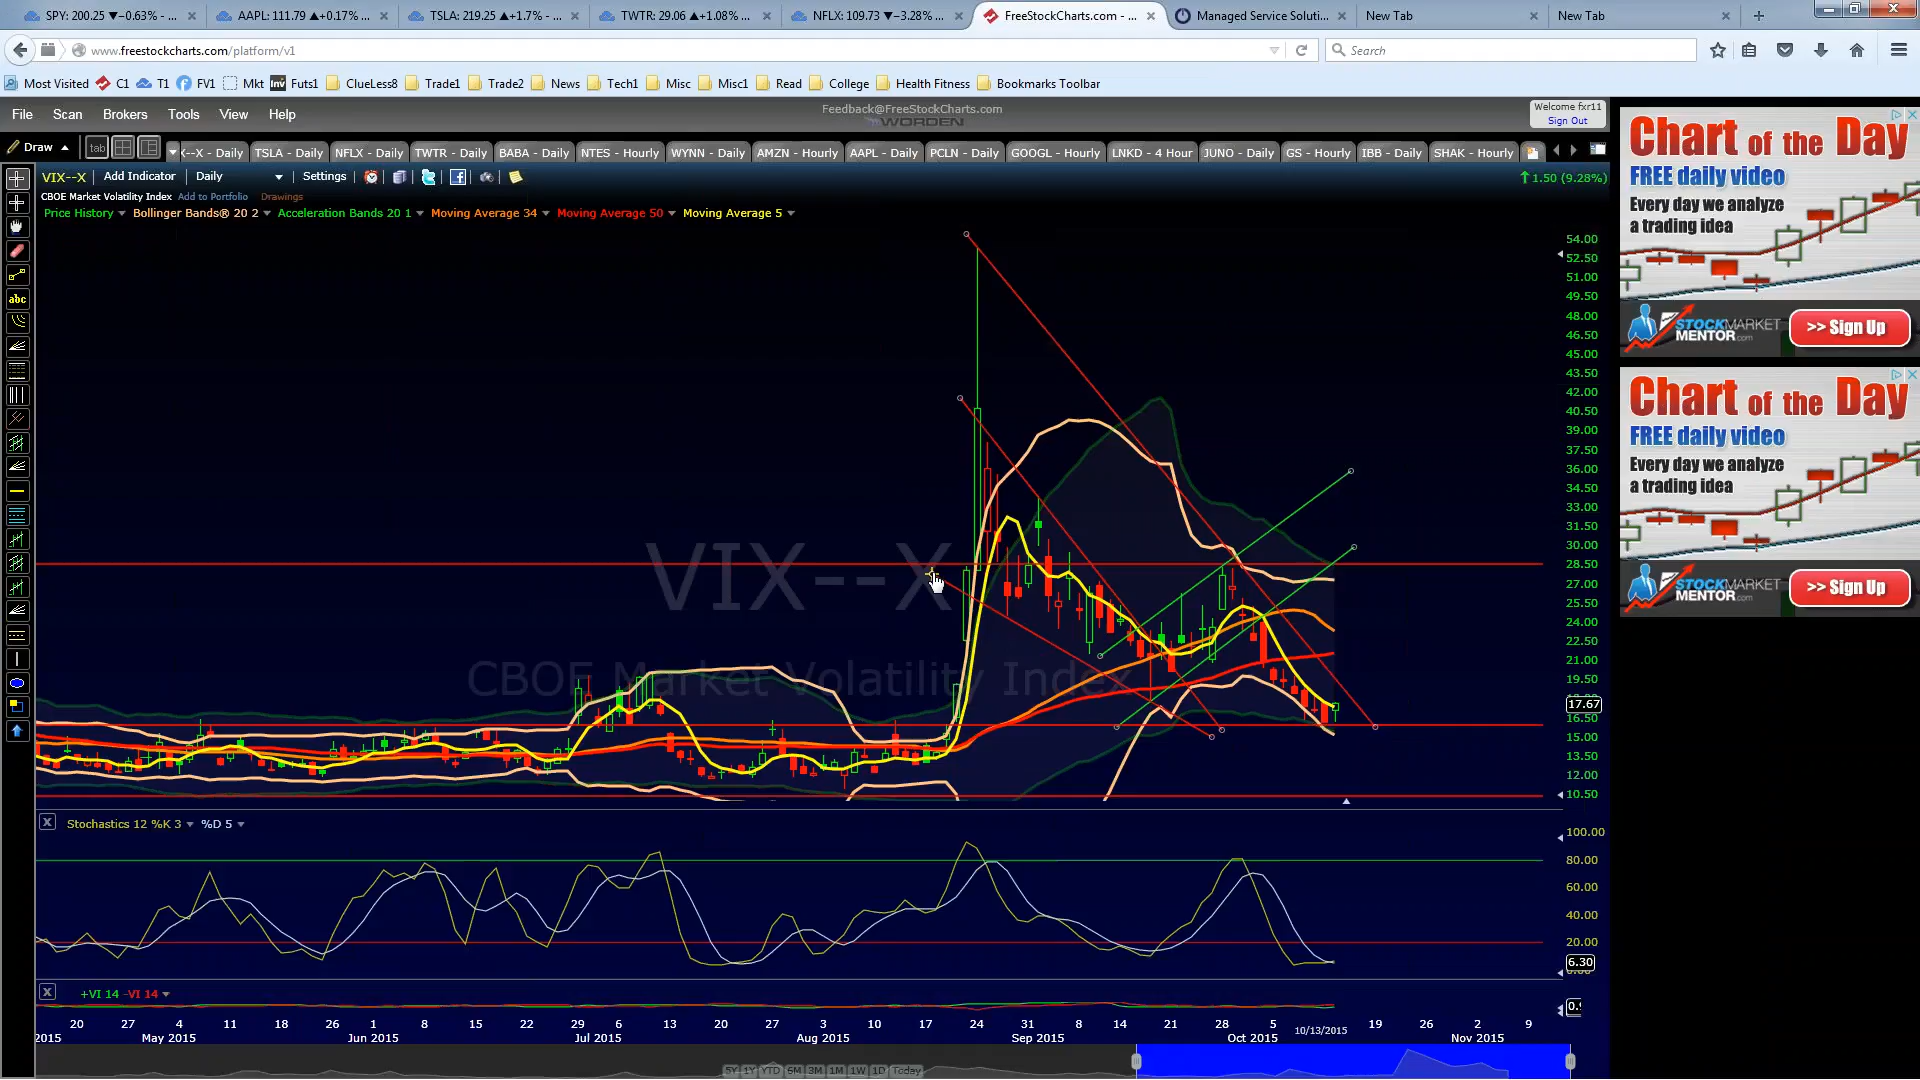 SPY: 200.25 ▼−0.63% - ...
AAPL: 111.79 ▲+0.17% ...
TSLA: 219.25 ▲+1.7% - ...
TWTR: 29.06 ▲+1.08% ...
NFLX: 109.73 ▼−3.28% ...
FreeStockCharts.com - ...
Managed Service Soluti...
New Tab
New Tab
www.freestockcharts.com/platform/v1
Search
Most Visited C1 T1 FV1 Mkt Inv Futs1 ClueLess8 Trade1 Trade2 News Tech1 Misc Misc1 Read College Health Fitness Bookmarks Toolbar
File Scan Brokers Tools View Help
Feedback@FreeStockCharts.com
WORDEN
Welcome fxr11
Sign Out
Draw tab X--X - Daily TSLA - Daily NFLX - Daily TWTR - Daily BABA - Daily NTES - Hourly WYNN - Daily AMZN - Hourly AAPL - Daily PCLN - Daily GOOGL - Hourly LNKD - 4 Hour JUNO - Daily GS - Hourly IBB - Daily SHAK - Hourly
VIX--X Add Indicator Daily Settings
1.50 (9.28%)
CBOE Market Volatility Index Add to Portfolio Drawings
Price History Bollinger Bands® 20 2 Acceleration Bands 20 1 Moving Average 34 Moving Average 50 Moving Average 5
abc
VIX--X
CBOE Market Volatility Index
54.00
52.50
51.00
49.50
48.00
46.50
45.00
43.50
42.00
40.50
39.00
37.50
36.00
34.50
33.00
31.50
30.00
28.50
27.00
25.50
24.00
22.50
21.00
19.50
17.67
16.50
15.00
13.50
12.00
10.50
X Stochastics 12 %K 3 %D 5
100.00
80.00
60.00
40.00
20.00
6.30
X +VI 14 -VI 14
20 27 4 11 18 26 1 8 15 22 29 6 13 20 27 3 10 17 24 31 8 14 21 28 5 10/13/2015 19 26 2 9
2015 May 2015 Jun 2015 Jul 2015 Aug 2015 Sep 2015 Oct 2015 Nov 2015
5Y 1Y YTD 6M 3M 1M 1W 1D Today
Chart of the Day
FREE daily video
Every day we analyze
a trading idea
STOCKMARKET
MENTOR.com
>> Sign Up
Chart of the Day
FREE daily video
Every day we analyze
a trading idea
STOCKMARKET
MENTOR.com
>> Sign Up